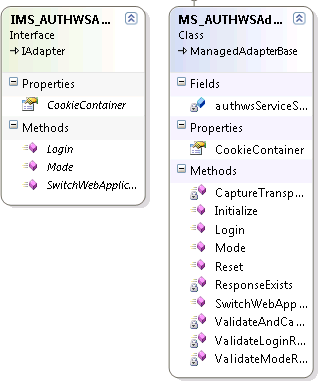 IMS_AUTHWSA...
Interface
IAdapter
Properties
CookieContainer
Methods
Login
Mode
SwitchWebApplic...
MS_AUTHWSAd...
Class
ManagedAdapterBase
Fields
authwsServiceS...
Properties
CookieContainer
Methods
CaptureTransp...
Initialize
Login
Mode
Reset
ResponseExists
SwitchWebApp...
ValidateAndCa...
ValidateLoginR...
ValidateModeR...